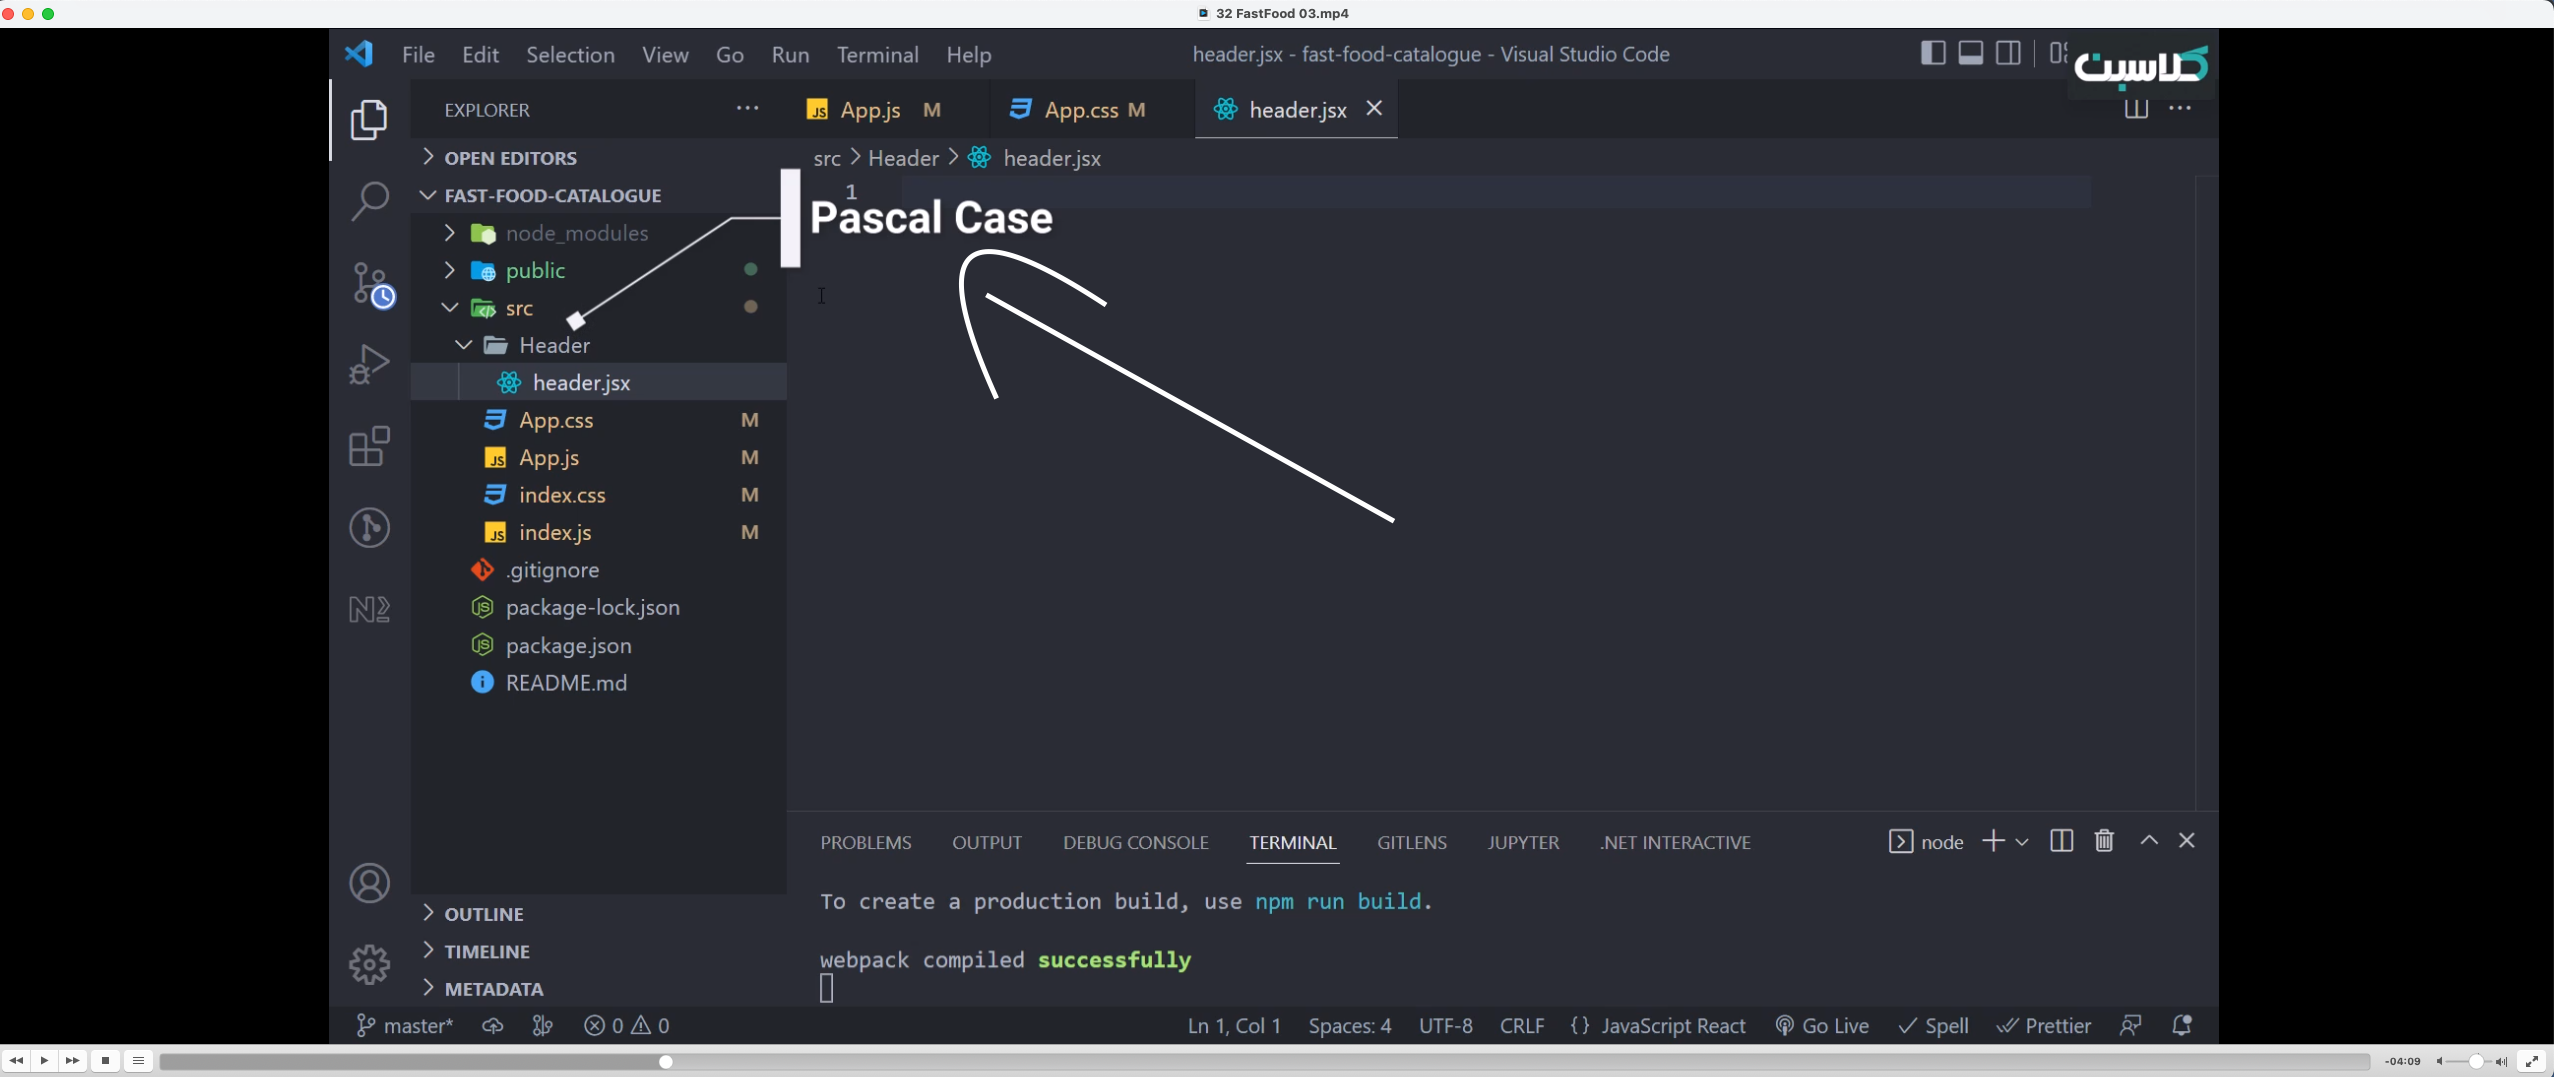 32 FastFood 03.mp4
File Edit Selection View Go Run Terminal Help
header.jsx - fast-food-catalogue - Visual Studio Code
کلاسبن
EXPLORER
App.js M
App.css M
header.jsx
OPEN EDITORS
src > Header > header.jsx
FAST-FOOD-CATALOGUE
1
Pascal Case
node_modules
public
src
Header
header.jsx
App.css M
App.js M
index.css M
index.js M
.gitignore
package-lock.json
package.json
README.md
OUTLINE
TIMELINE
METADATA
PROBLEMS OUTPUT DEBUG CONSOLE TERMINAL GITLENS JUPYTER .NET INTERACTIVE
node
To create a production build, use npm run build.
webpack compiled successfully
master* 0 0
Ln 1, Col 1 Spaces: 4 UTF-8 CRLF {} JavaScript React Go Live Spell Prettier
-04:09